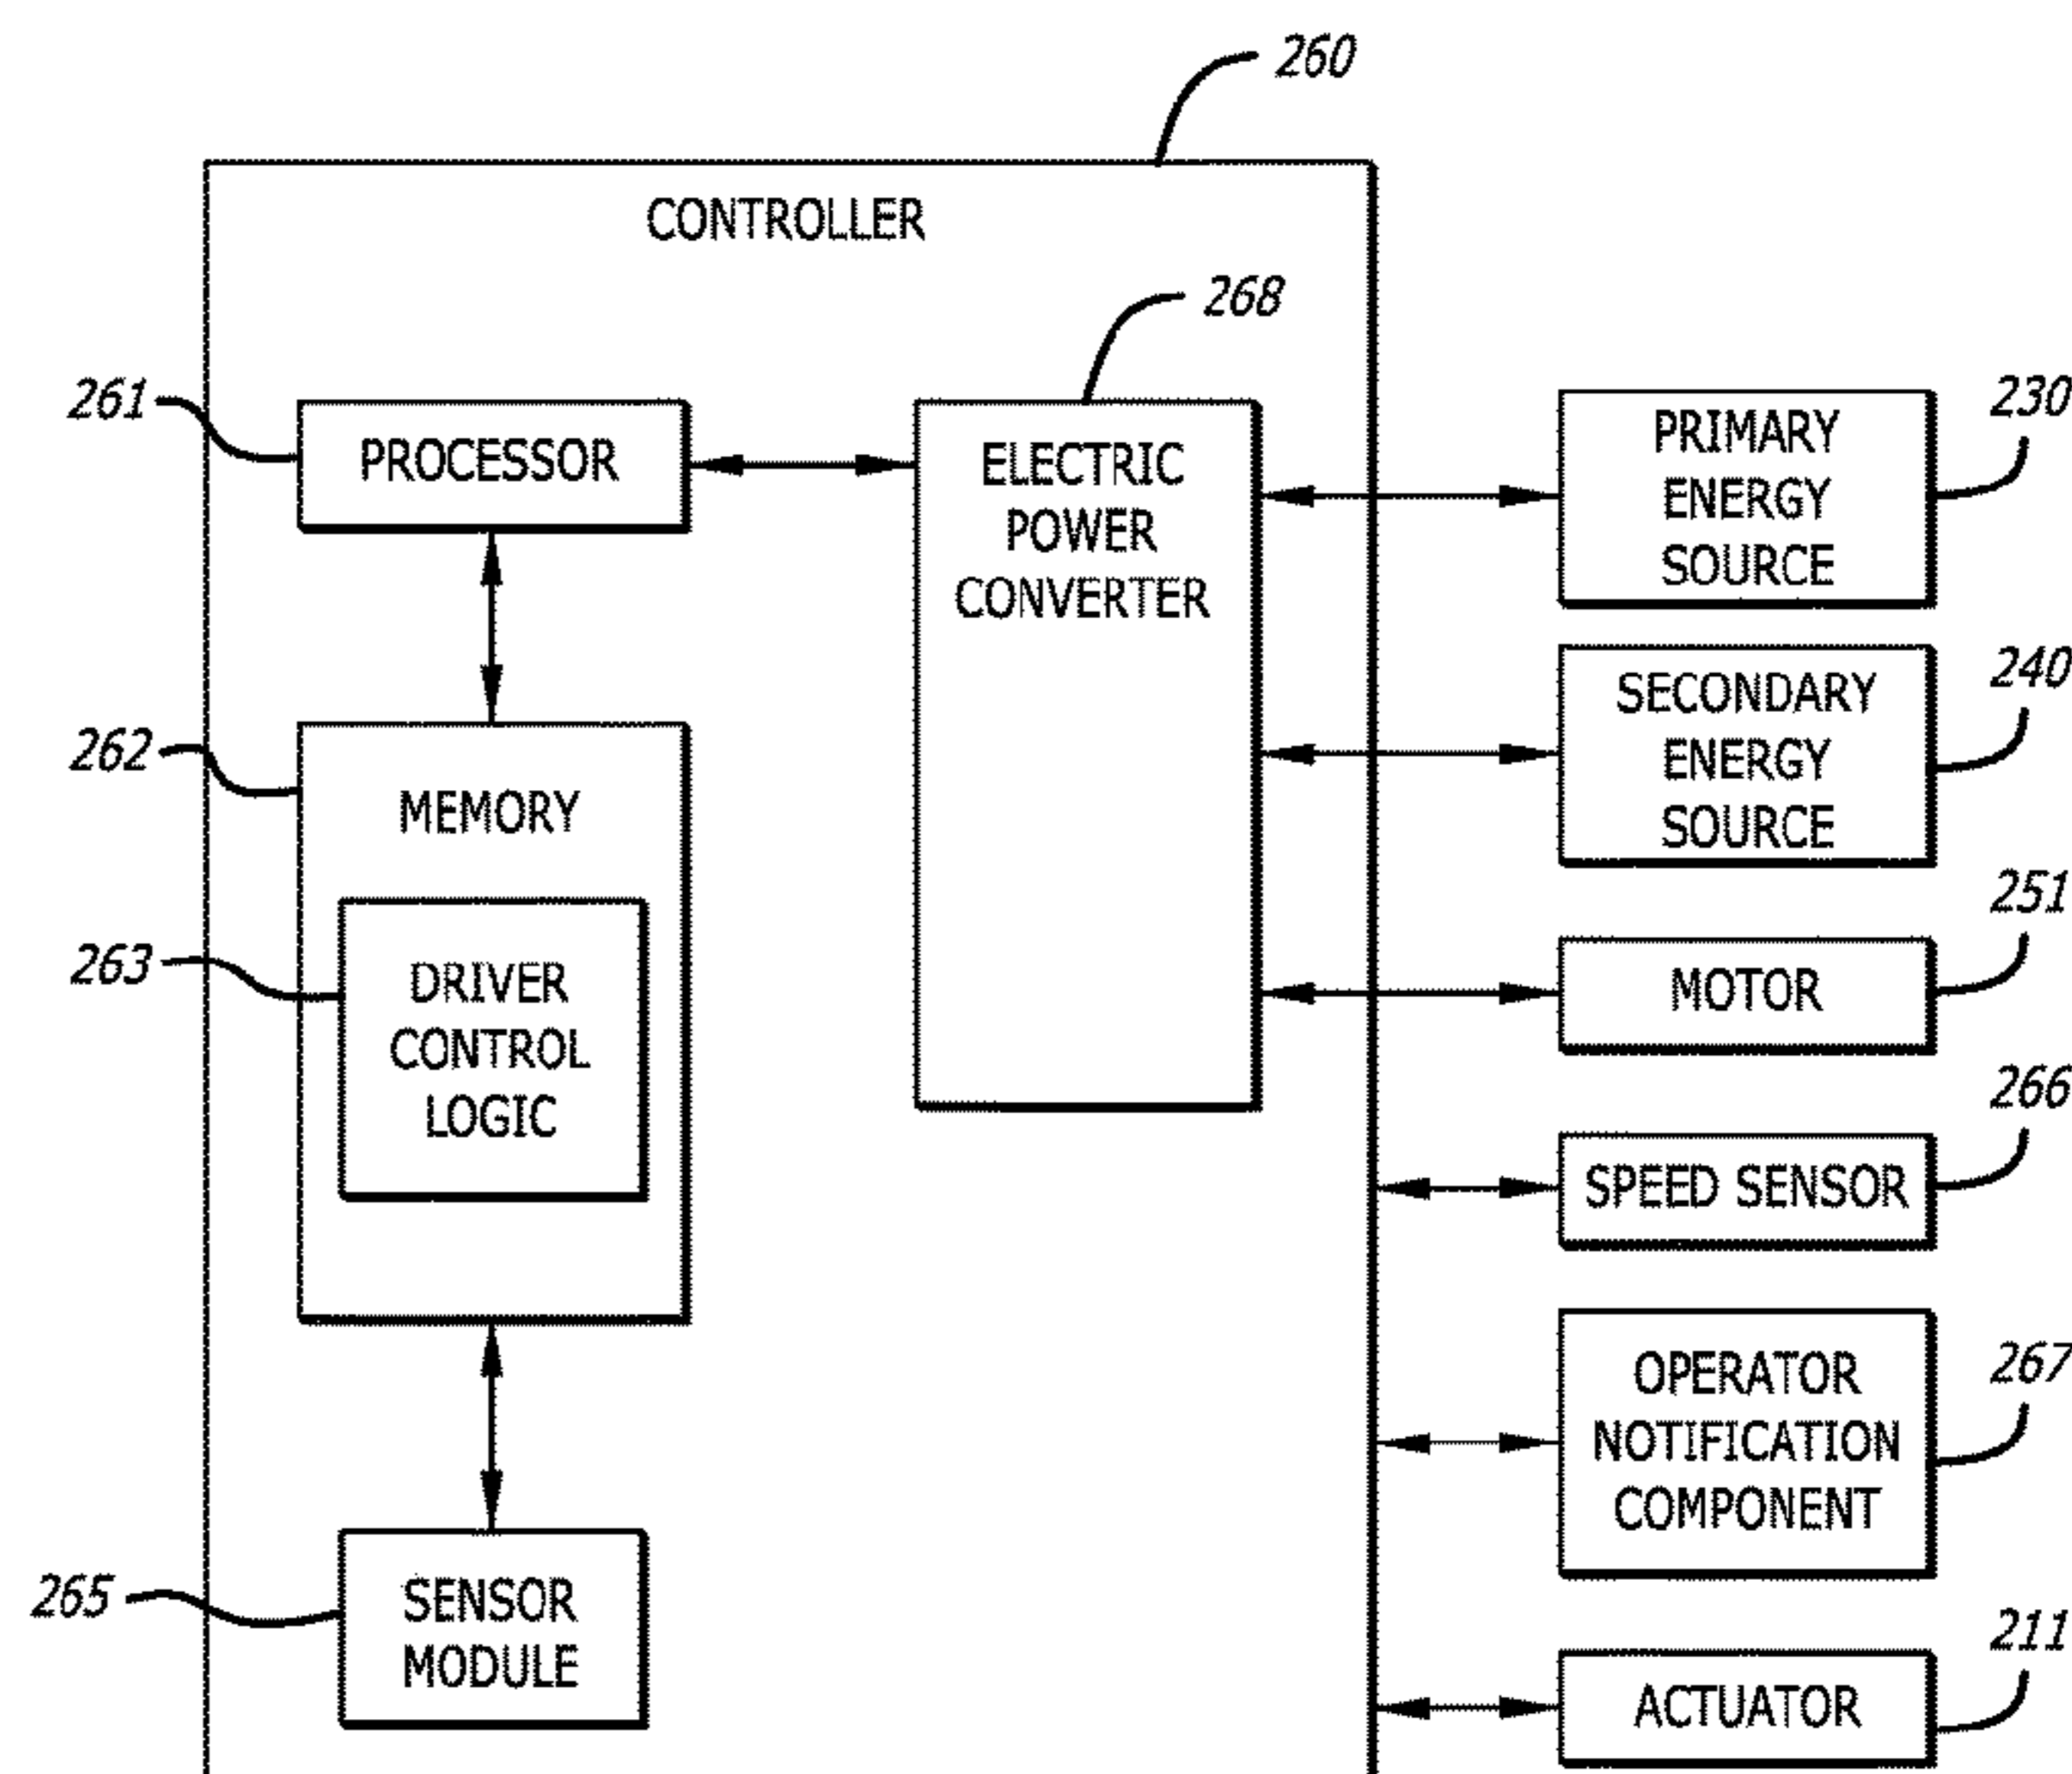 260
CONTROLLER
268
261
PROCESSOR
ELECTRIC
POWER
CONVERTER
PRIMARY
ENERGY
SOURCE
230
262
MEMORY
SECONDARY
ENERGY
SOURCE
240
263
DRIVER
CONTROL
LOGIC
MOTOR
251
SPEED SENSOR
266
OPERATOR
NOTIFICATION
COMPONENT
267
265
SENSOR
MODULE
ACTUATOR
211